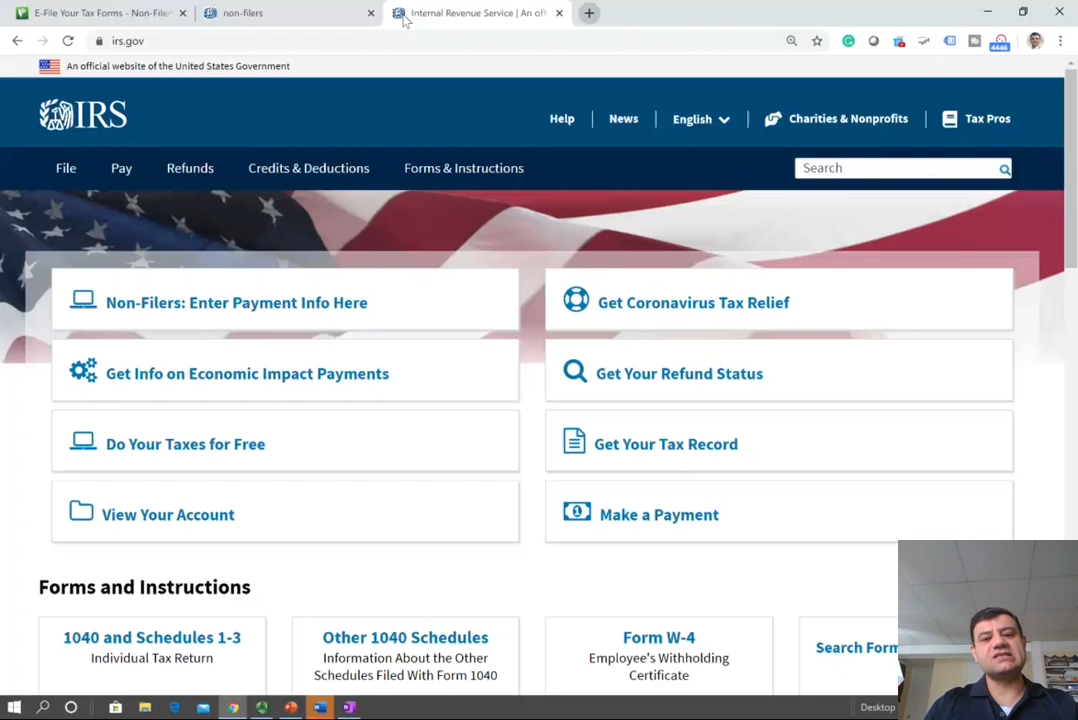 E-File Your Tax Forms - Non-Filer
non-filers
Internal Revenue Service | An off
irs.gov
4446
An official website of the United States Government
IRS
Help
News
English
Charities & Nonprofits
Tax Pros
File
Pay
Refunds
Credits & Deductions
Forms & Instructions
Search
Non-Filers: Enter Payment Info Here
Get Coronavirus Tax Relief
Get Info on Economic Impact Payments
Get Your Refund Status
Do Your Taxes for Free
Get Your Tax Record
View Your Account
Make a Payment
Forms and Instructions
1040 and Schedules 1-3
Individual Tax Return
Other 1040 Schedules
Information About the Other
Schedules Filed With Form 1040
Form W-4
Employee's Withholding
Certificate
Search Form
Desktop